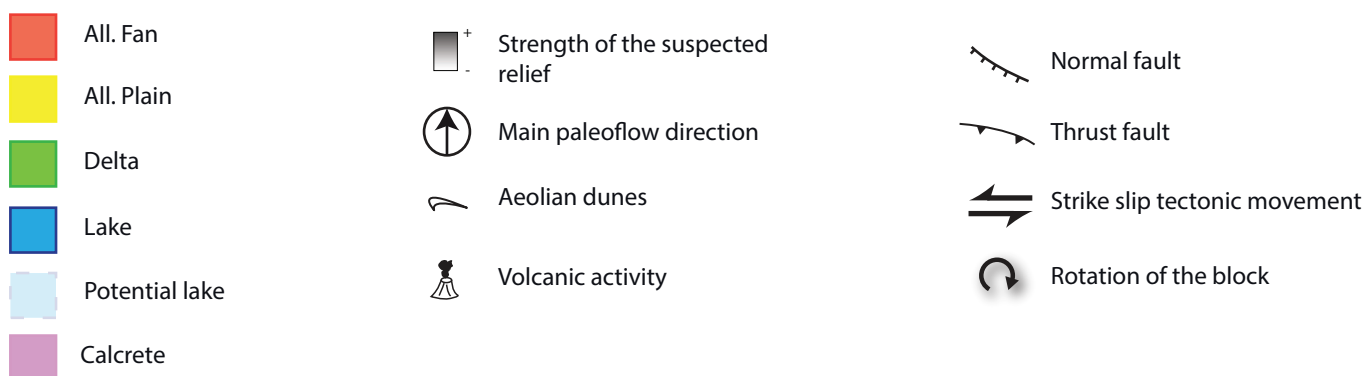 All. Fan
All. Plain
Delta
Lake
Potential lake
Calcrete
+
-
Strength of the suspected
relief
Main paleoflow direction
Aeolian dunes
Volcanic activity
Normal fault
Thrust fault
Strike slip tectonic movement
Rotation of the block